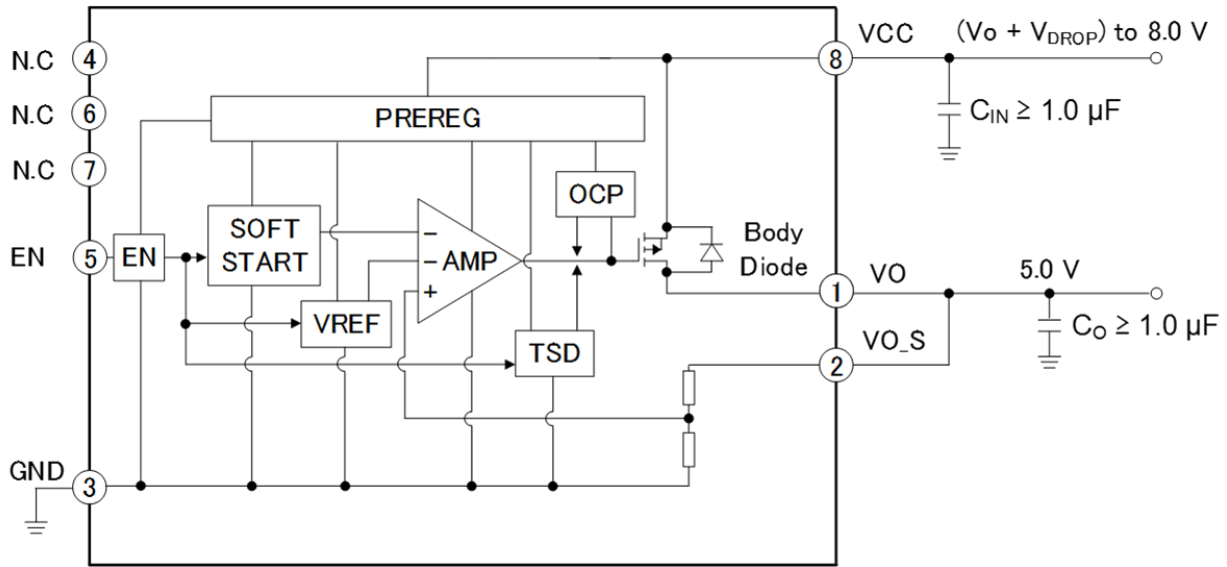 N.C 4
N.C 6
N.C 7
EN 5
GND 3
PREREG
OCP
SOFT
START
EN
AMP
−
−
+
VREF
TSD
Body
Diode
8 VCC (Vo + VDROP) to 8.0 V
CIN ≥ 1.0 µF
1 VO 5.0 V
CO ≥ 1.0 µF
2 VO_S